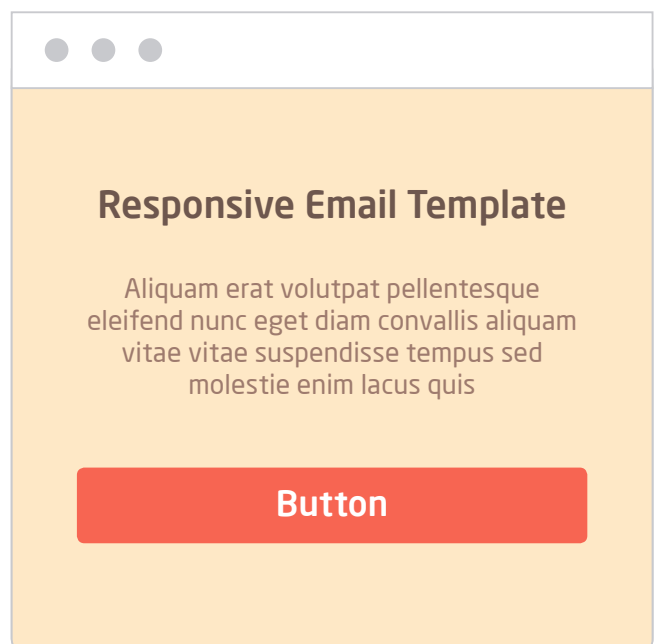 Responsive Email Template
Aliquam erat volutpat pellentesque
eleifend nunc eget diam convallis aliquam
vitae vitae suspendisse tempus sed
molestie enim lacus quis
Button